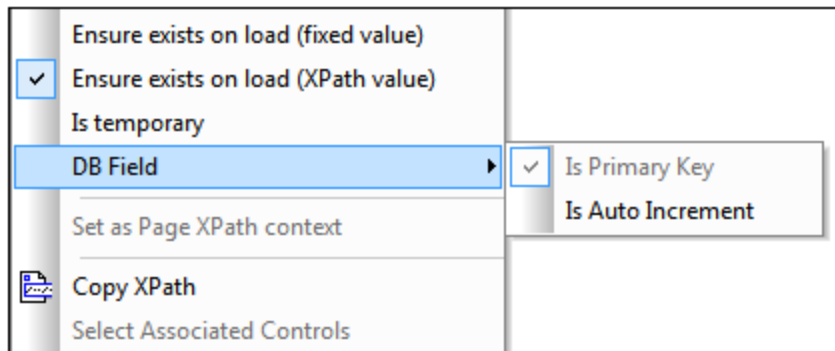 Ensure exists on load (fixed value)
Ensure exists on load (XPath value)
Is temporary
DB Field
Is Primary Key
Is Auto Increment
Set as Page XPath context
Copy XPath
Select Associated Controls